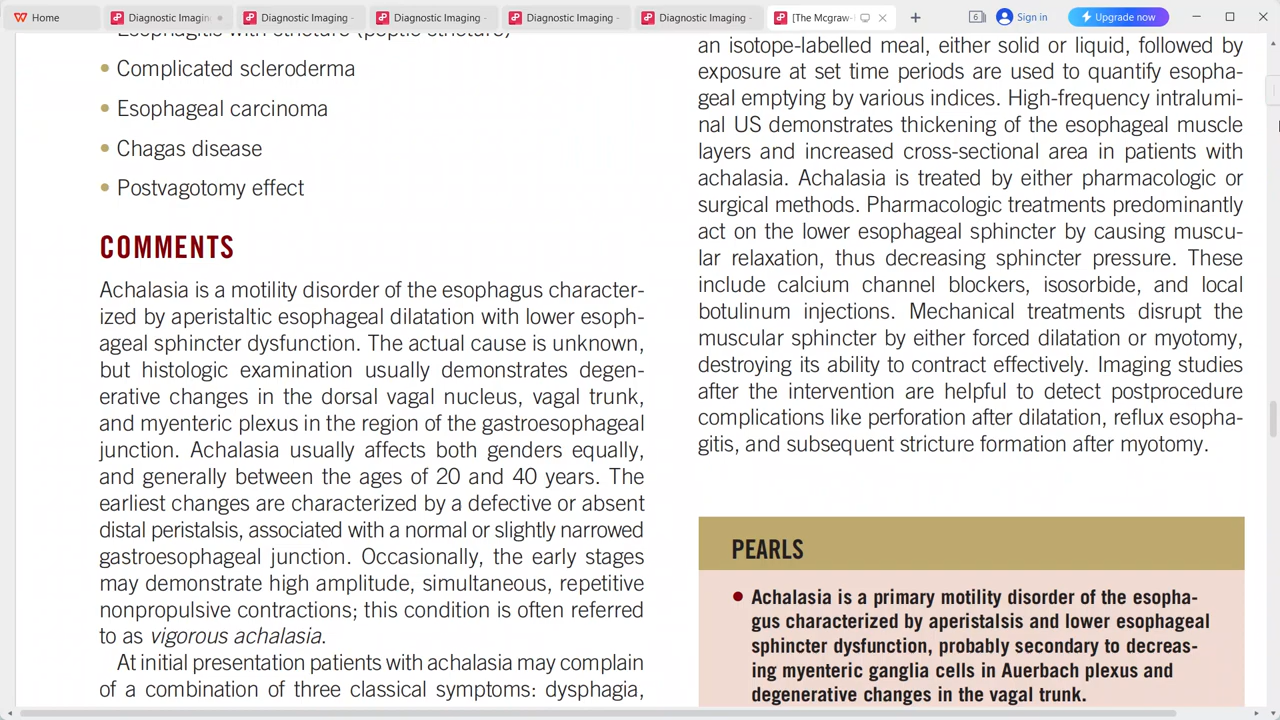 Home
Diagnostic Imagin
Diagnostic Imaging -
Diagnostic Imaging -
Diagnostic Imaging -
Diagnostic Imaging -
[The Mcgraw-
6
Sign in
Upgrade now
Esophagitis with stricture (peptic stricture)
• Complicated scleroderma
• Esophageal carcinoma
• Chagas disease
• Postvagotomy effect
COMMENTS
Achalasia is a motility disorder of the esophagus character-
ized by aperistaltic esophageal dilatation with lower esoph-
ageal sphincter dysfunction. The actual cause is unknown,
but histologic examination usually demonstrates degen-
erative changes in the dorsal vagal nucleus, vagal trunk,
and myenteric plexus in the region of the gastroesophageal
junction. Achalasia usually affects both genders equally,
and generally between the ages of 20 and 40 years. The
earliest changes are characterized by a defective or absent
distal peristalsis, associated with a normal or slightly narrowed
gastroesophageal junction. Occasionally, the early stages
may demonstrate high amplitude, simultaneous, repetitive
nonpropulsive contractions; this condition is often referred
to as vigorous achalasia.
At initial presentation patients with achalasia may complain
of a combination of three classical symptoms: dysphagia,
an isotope-labelled meal, either solid or liquid, followed by
exposure at set time periods are used to quantify esopha-
geal emptying by various indices. High-frequency intralumi-
nal US demonstrates thickening of the esophageal muscle
layers and increased cross-sectional area in patients with
achalasia. Achalasia is treated by either pharmacologic or
surgical methods. Pharmacologic treatments predominantly
act on the lower esophageal sphincter by causing muscu-
lar relaxation, thus decreasing sphincter pressure. These
include calcium channel blockers, isosorbide, and local
botulinum injections. Mechanical treatments disrupt the
muscular sphincter by either forced dilatation or myotomy,
destroying its ability to contract effectively. Imaging studies
after the intervention are helpful to detect postprocedure
complications like perforation after dilatation, reflux esopha-
gitis, and subsequent stricture formation after myotomy.
PEARLS
• Achalasia is a primary motility disorder of the esopha-
gus characterized by aperistalsis and lower esophageal
sphincter dysfunction, probably secondary to decreas-
ing myenteric ganglia cells in Auerbach plexus and
degenerative changes in the vagal trunk.